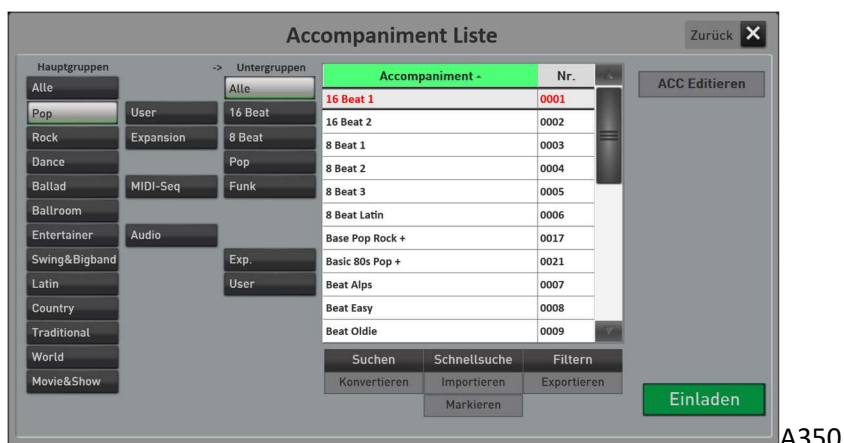 Accompaniment Liste
Zurück
Hauptgruppen -> Untergruppen
Alle
Pop
Rock
Dance
Ballad
Ballroom
Entertainer
Swing&Bigband
Latin
Country
Traditional
World
Movie&Show
User
Expansion
MIDI-Seq
Audio
Alle
16 Beat
8 Beat
Pop
Funk
Exp.
User
Accompaniment Nr.
16 Beat 1 0001
16 Beat 2 0002
8 Beat 1 0003
8 Beat 2 0004
8 Beat 3 0005
8 Beat Latin 0006
Base Pop Rock + 0017
Basic 80s Pop + 0021
Beat Alps 0007
Beat Easy 0008
Beat Oldie 0009
Suchen Schnellsuche Filtern
Konvertieren Importieren Exportieren
Markieren
ACC Editieren
Einladen
A350